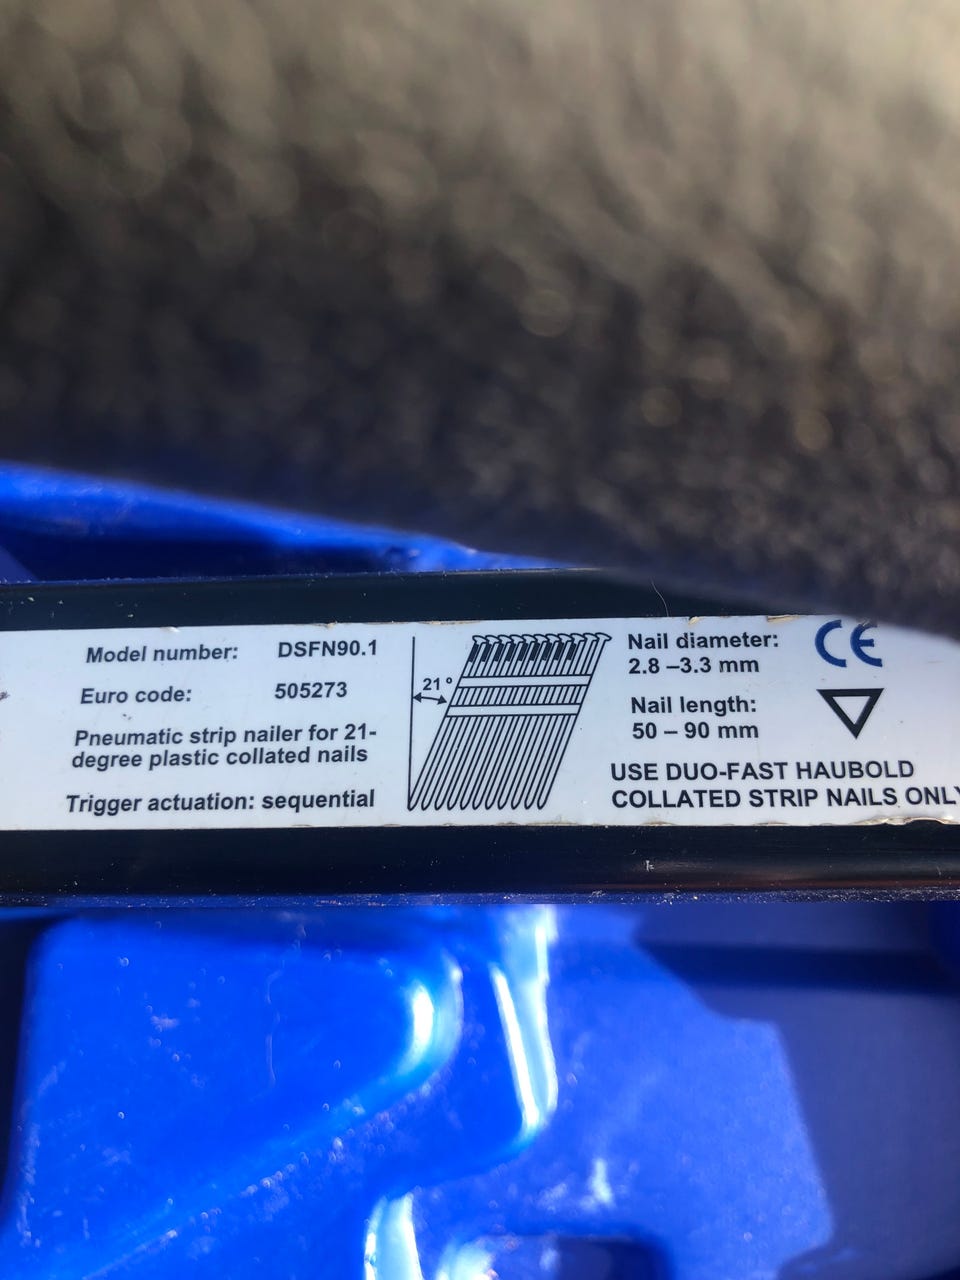 Model number: DSFN90.1
Euro code: 505273
Pneumatic strip nailer for 21-
degree plastic collated nails
Trigger actuation: sequential
21°
Nail diameter:
2.8 –3.3 mm
Nail length:
50 – 90 mm
USE DUO-FAST HAUBOLD
COLLATED STRIP NAILS ONLY
CE